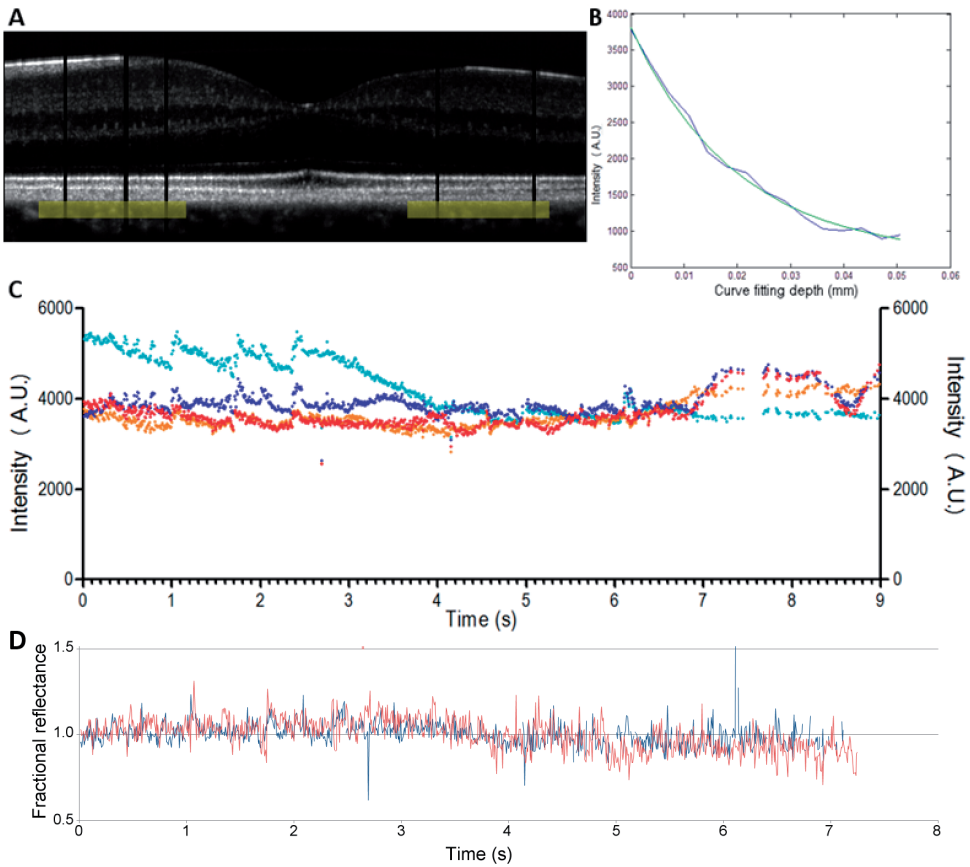 A
B
4000
3500
3000
2500
2000
1500
1000
500
Intensity ( A.U.)
0
0.01
0.02
0.03
0.04
0.05
0.06
Curve fitting depth (mm)
C
6000
4000
2000
0
Intensity ( A.U.)
6000
4000
2000
0
Intensity ( A.U.)
0 1 2 3 4 5 6 7 8 9
Time (s)
D
1.5
1.0
0.5
Fractional reflectance
0 1 2 3 4 5 6 7 8
Time (s)